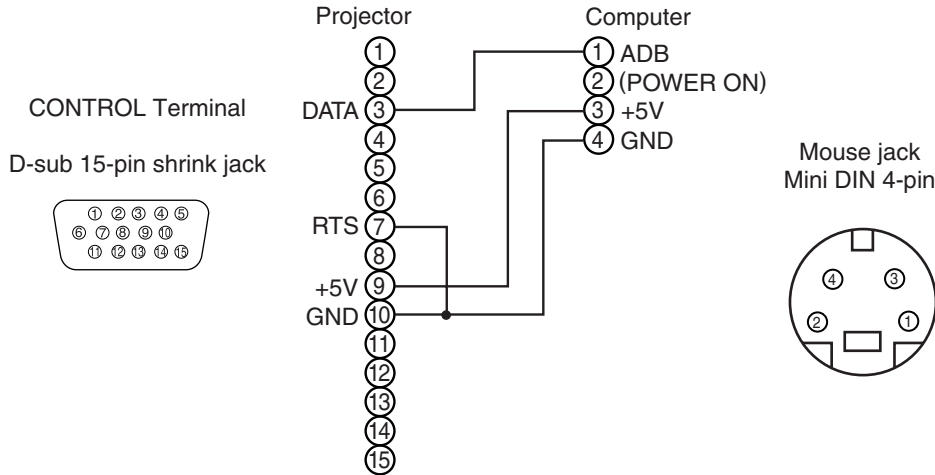 Projector
Computer
① ① ADB
② ② (POWER ON)
DATA ③ ③ +5V
④ ④ GND
⑤
⑥
RTS ⑦
⑧
+5V ⑨
GND ⑩
⑪
⑫
⑬
⑭
⑮
CONTROL Terminal
D-sub 15-pin shrink jack
① ② ③ ④ ⑤
⑥ ⑦ ⑧ ⑨ ⑩
⑪ ⑫ ⑬ ⑭ ⑮
Mouse jack
Mini DIN 4-pin
④ ③
② ①